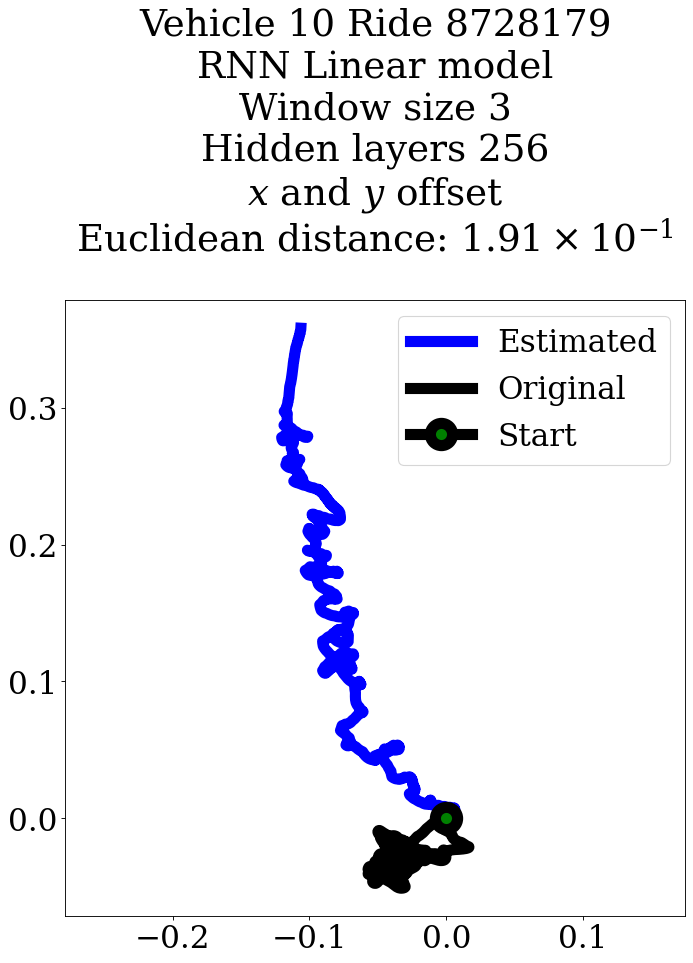 Vehicle 10 Ride 8728179
RNN Linear model
Window size 3
Hidden layers 256
x and y offset
Euclidean distance: 1.91 × 10⁻¹
Estimated
Original
Start
0.3
0.2
0.1
0.0
−0.2 −0.1 0.0 0.1